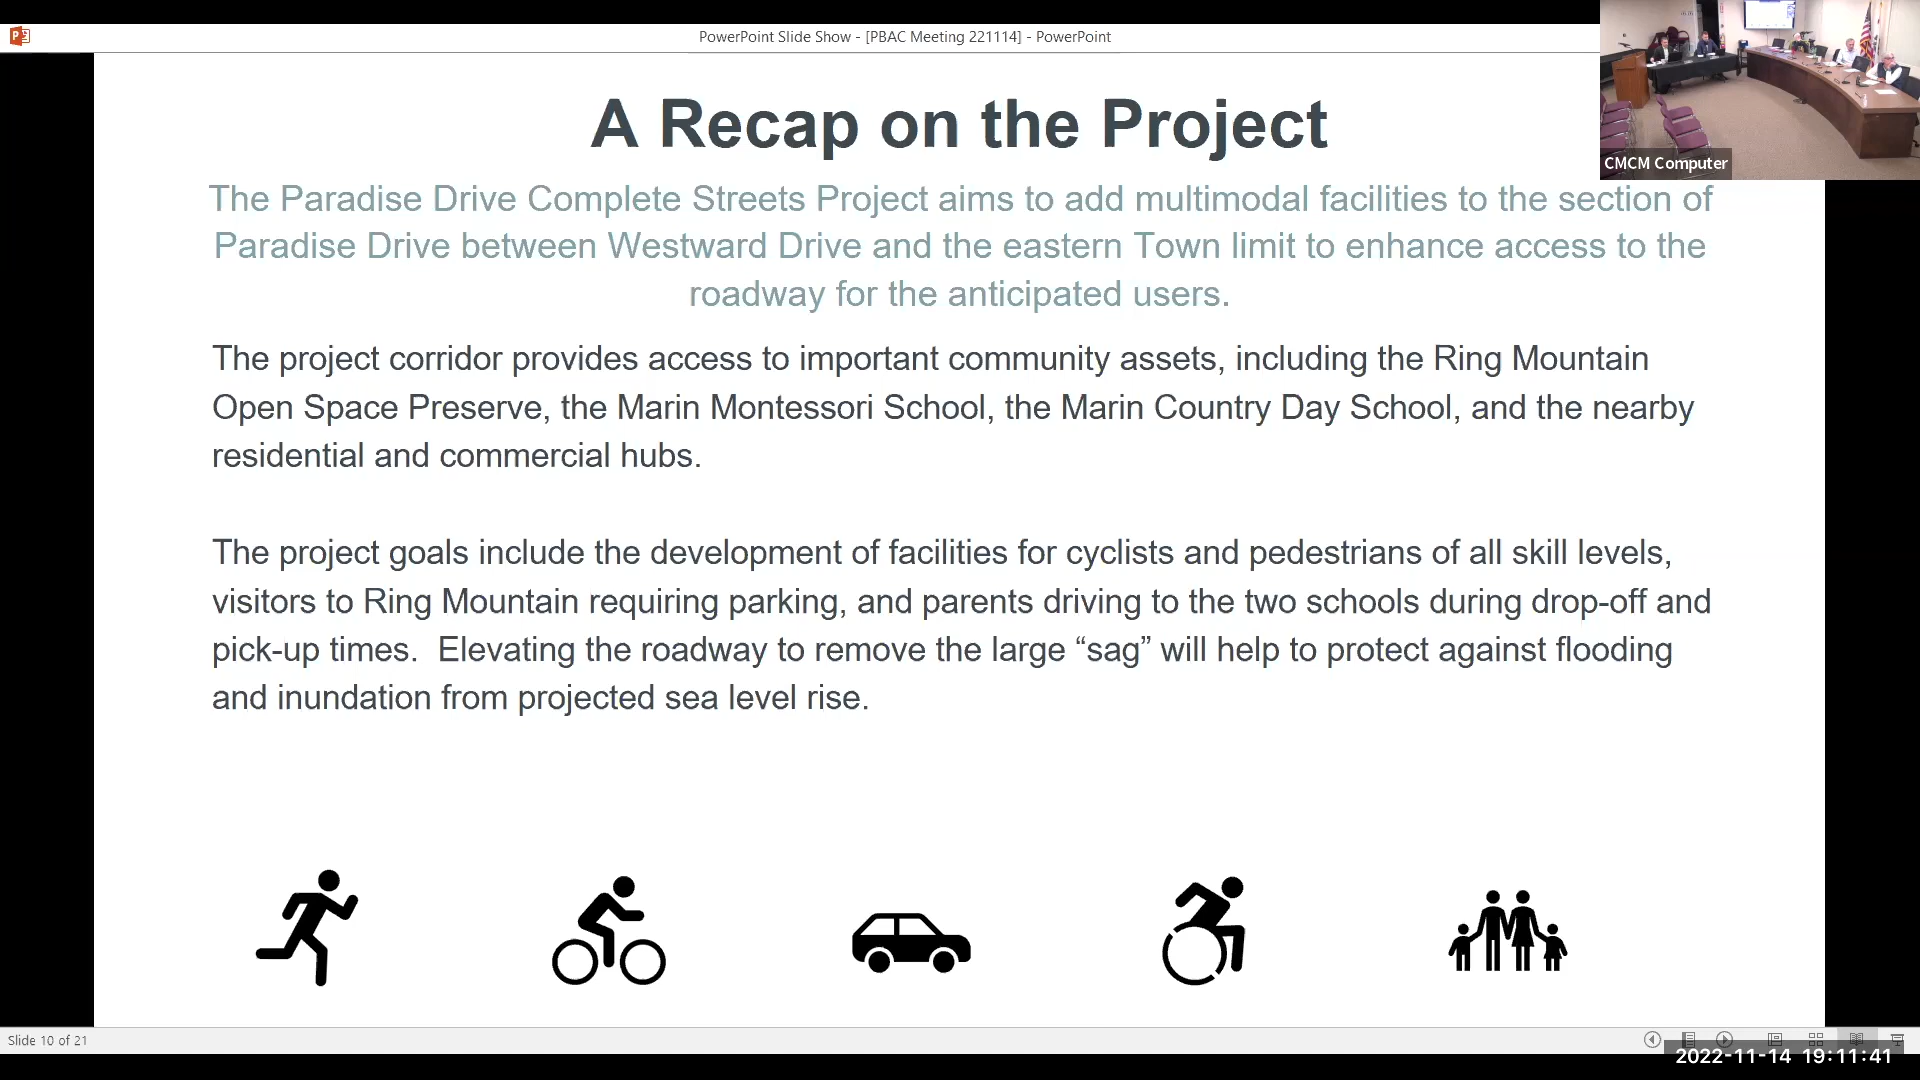 PowerPoint Slide Show - [PBAC Meeting 221114] - PowerPoint
CMCM Computer
A Recap on the Project
The Paradise Drive Complete Streets Project aims to add multimodal facilities to the section of
Paradise Drive between Westward Drive and the eastern Town limit to enhance access to the
roadway for the anticipated users.
The project corridor provides access to important community assets, including the Ring Mountain
Open Space Preserve, the Marin Montessori School, the Marin Country Day School, and the nearby
residential and commercial hubs.
The project goals include the development of facilities for cyclists and pedestrians of all skill levels,
visitors to Ring Mountain requiring parking, and parents driving to the two schools during drop-off and
pick-up times.  Elevating the roadway to remove the large “sag” will help to protect against flooding
and inundation from projected sea level rise.
Slide 10 of 21
2022-11-14 19:11:41